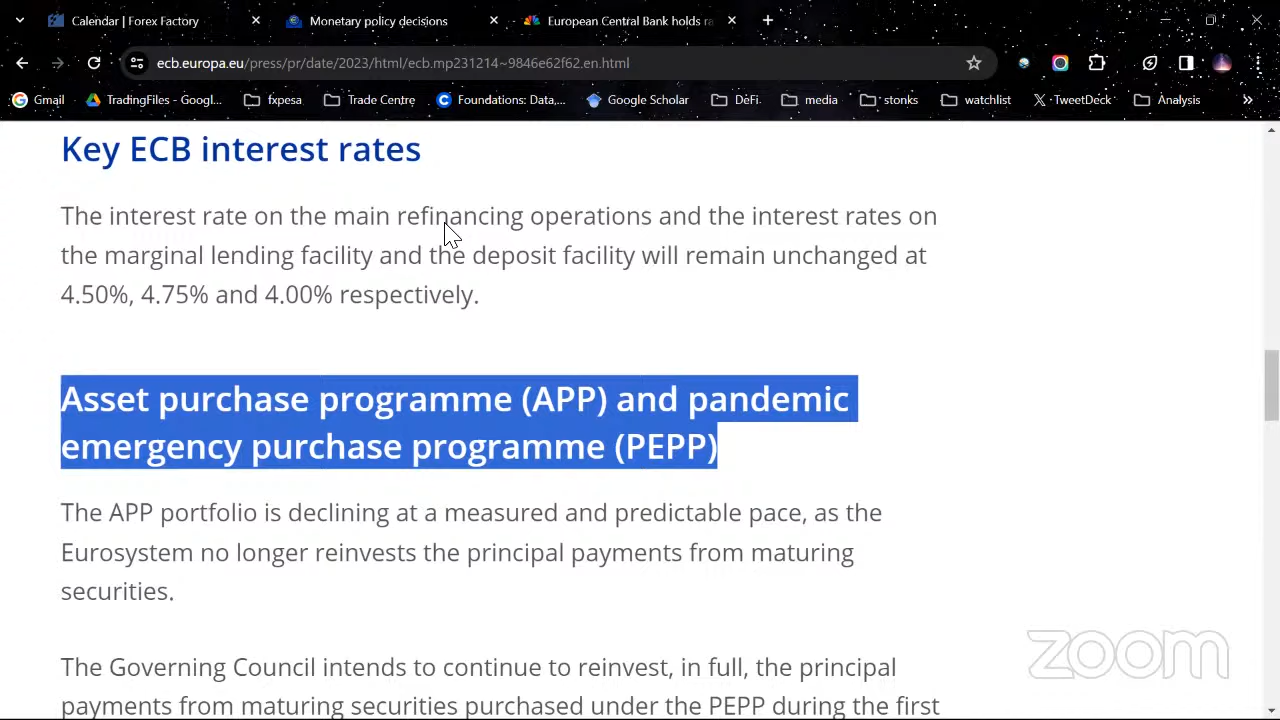 Calendar | Forex Factory
Monetary policy decisions
European Central Bank holds ra
ecb.europa.eu/press/pr/date/2023/html/ecb.mp231214~9846e62f62.en.html
Gmail
TradingFiles - Googl...
fxpesa
Trade Centre
Foundations: Data,...
Google Scholar
DeFi
media
stonks
watchlist
TweetDeck
Analysis
Key ECB interest rates
The interest rate on the main refinancing operations and the interest rates on
the marginal lending facility and the deposit facility will remain unchanged at
4.50%, 4.75% and 4.00% respectively.
Asset purchase programme (APP) and pandemic
emergency purchase programme (PEPP)
The APP portfolio is declining at a measured and predictable pace, as the
Eurosystem no longer reinvests the principal payments from maturing
securities.
The Governing Council intends to continue to reinvest, in full, the principal
payments from maturing securities purchased under the PEPP during the first
zoom